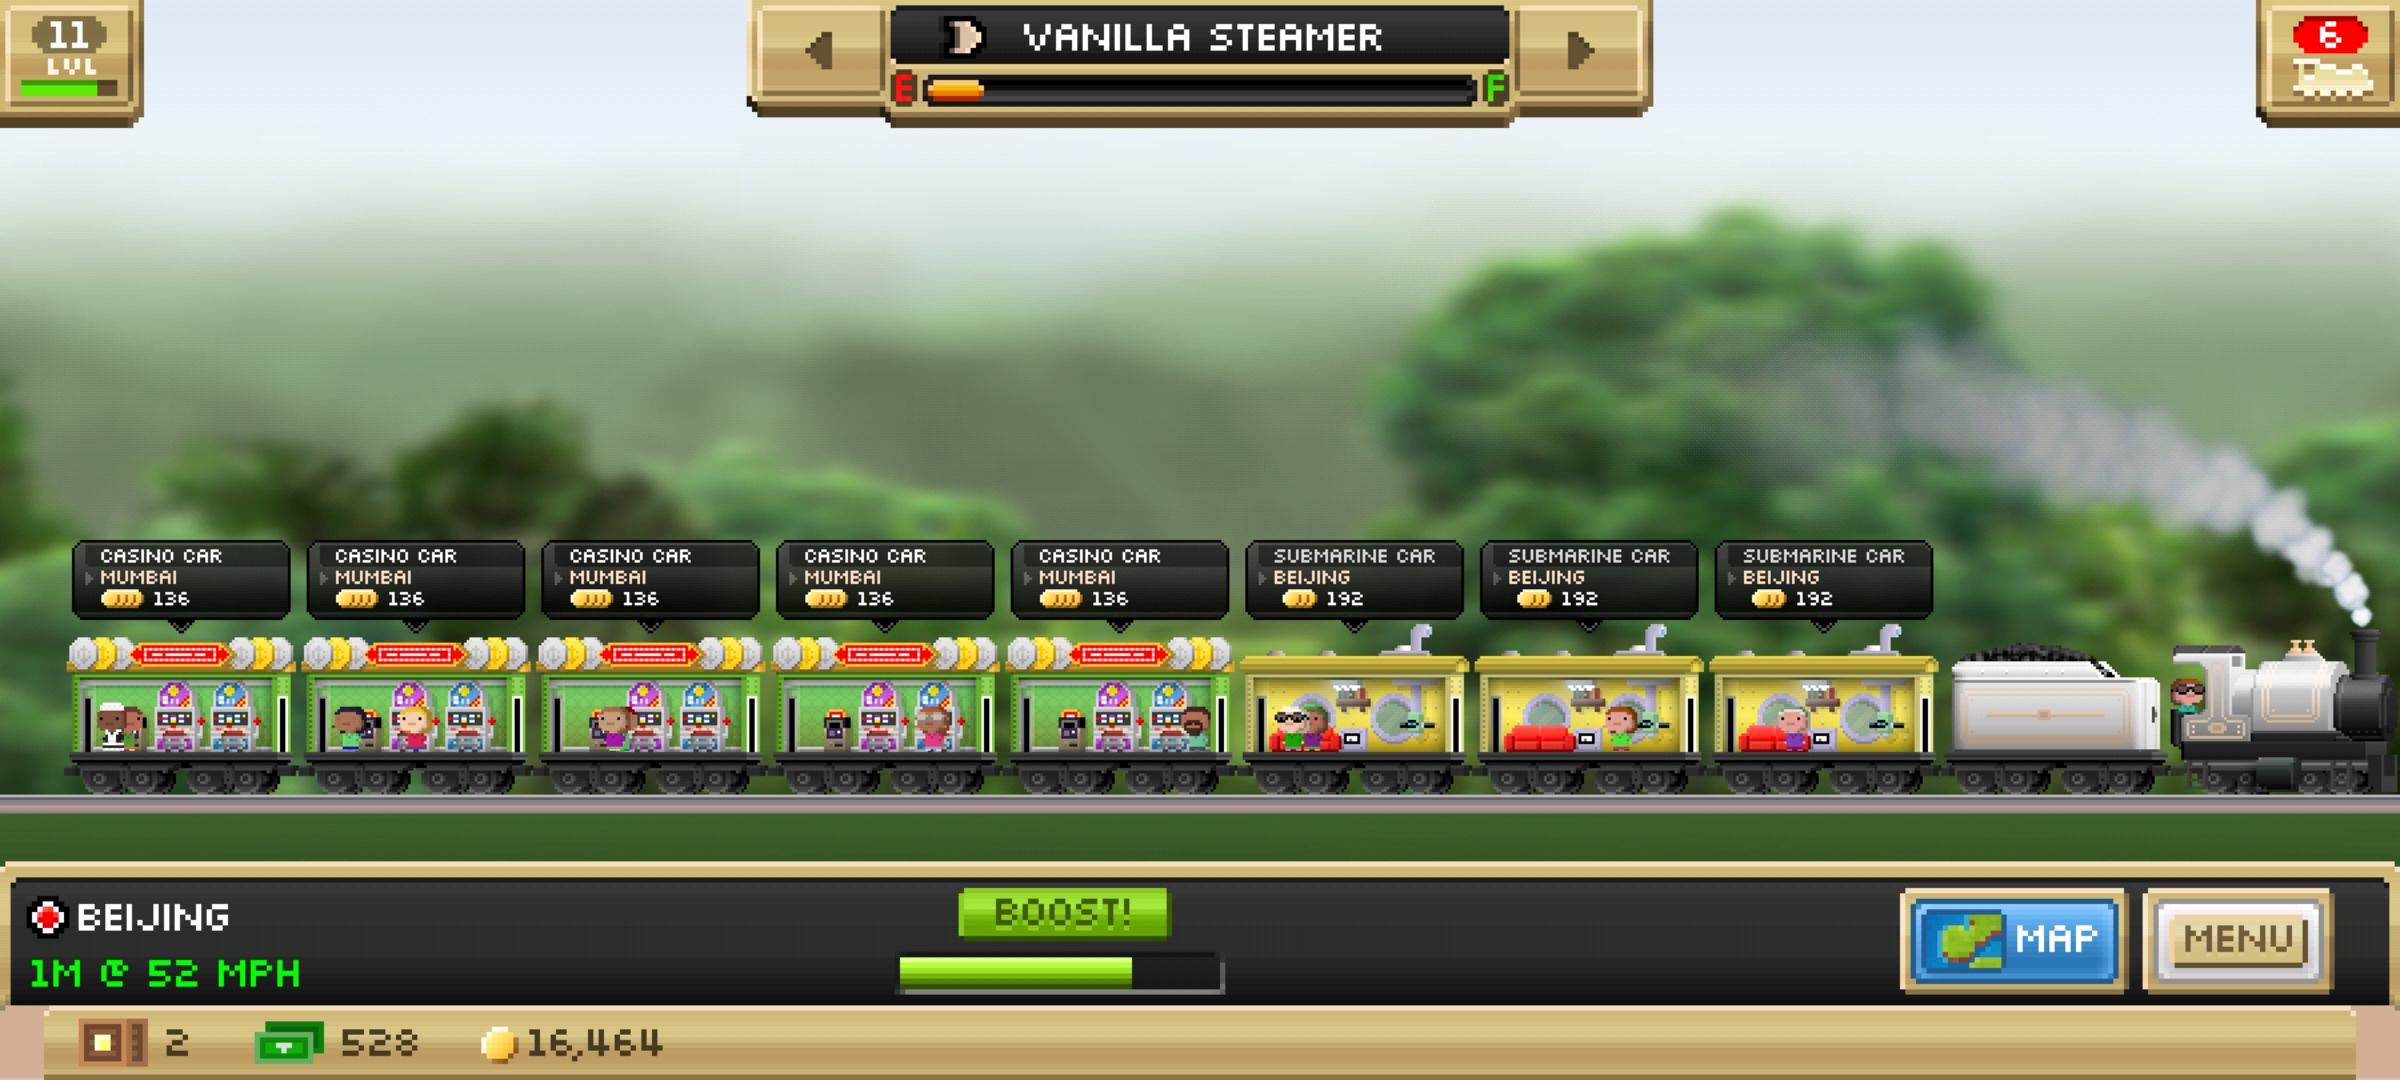 11
LVL
VANILLA STEAMER
E F
6
CASINO CAR
MUMBAI
136
CASINO CAR
MUMBAI
136
CASINO CAR
MUMBAI
136
CASINO CAR
MUMBAI
136
CASINO CAR
MUMBAI
136
SUBMARINE CAR
BEIJING
192
SUBMARINE CAR
BEIJING
192
SUBMARINE CAR
BEIJING
192
BEIJING
1M @ 52 MPH
BOOST!
MAP
MENU
2
528
16,464